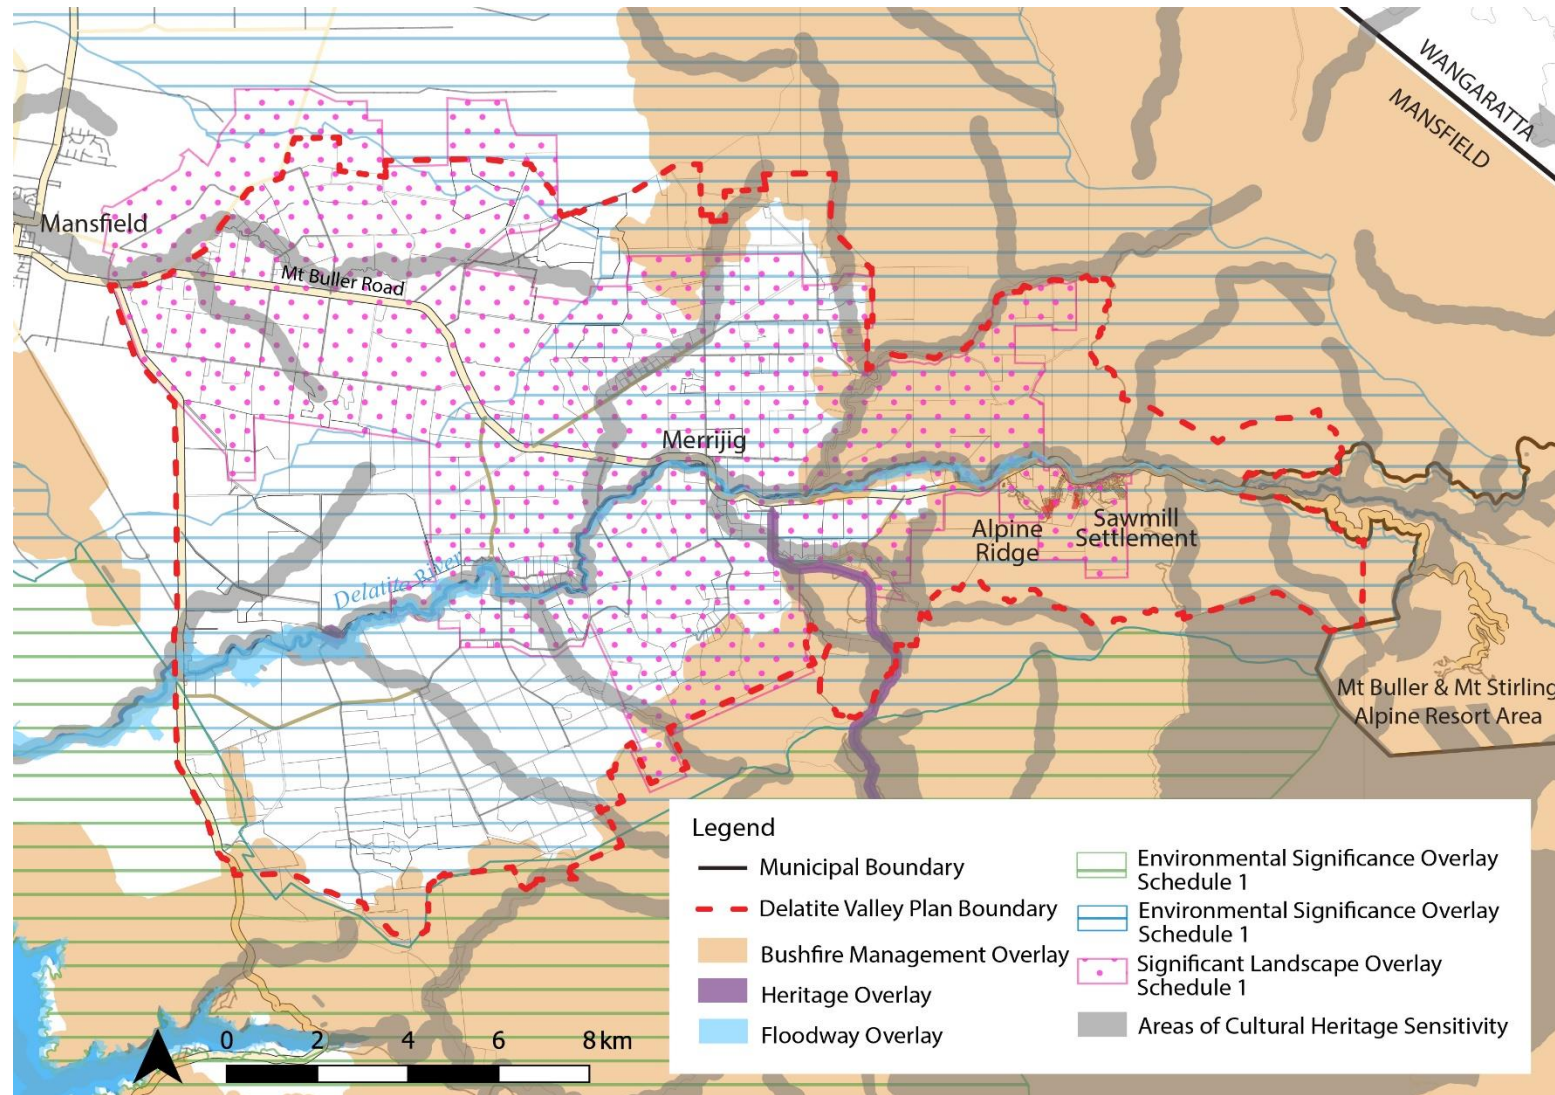 WANGARATTA
MANSFIELD
Mansfield
Mt Buller Road
Merrijig
Alpine
Ridge
Sawmill
Settlement
Delatite River
Mt Buller & Mt Stirling
Alpine Resort Area
Legend
Municipal Boundary
Delatite Valley Plan Boundary
Bushfire Management Overlay
Heritage Overlay
Floodway Overlay
Environmental Significance Overlay
Schedule 1
Environmental Significance Overlay
Schedule 1
Significant Landscape Overlay
Schedule 1
Areas of Cultural Heritage Sensitivity
0 2 4 6 8 km